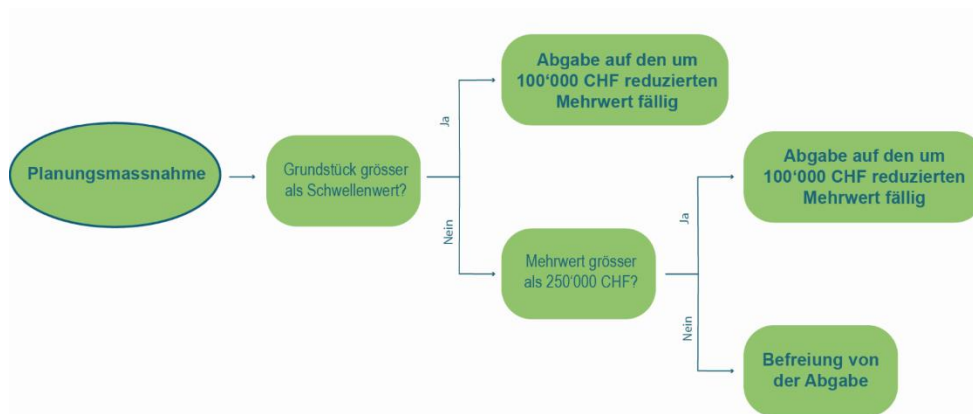 Planungsmassnahme
Grundstück grösser
als Schwellenwert?
Ja
Nein
Abgabe auf den um
100‘000 CHF reduzierten
Mehrwert fällig
Mehrwert grösser
als 250‘000 CHF?
Ja
Nein
Abgabe auf den um
100‘000 CHF reduzierten
Mehrwert fällig
Befreiung von
der Abgabe